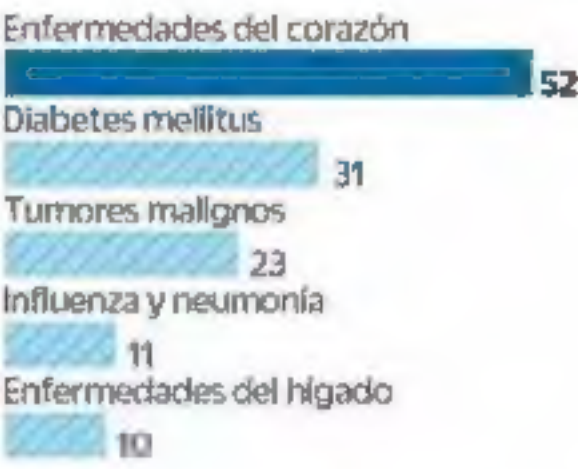 Enfermedades del corazón
52
Diabetes mellitus
31
Tumores malignos
23
Influenza y neumonía
11
Enfermedades del hígado
10